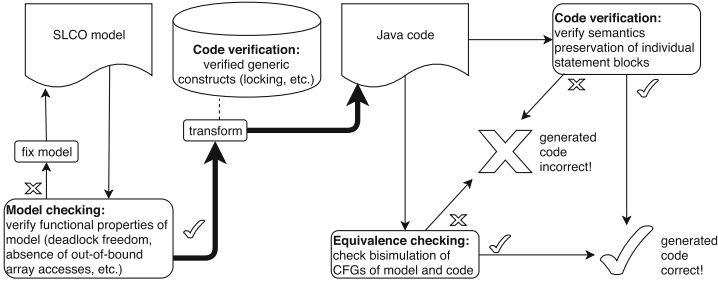 SLCO model
Code verification:
verified generic
constructs (locking, etc.)
Java code
Code verification:
verify semantics
preservation of individual
statement blocks
transform
fix model
generated
code
incorrect!
Model checking:
verify functional properties of
model (deadlock freedom,
absence of out-of-bound
array accesses, etc.)
Equivalence checking:
check bisimulation of
CFGs of model and code
generated
code
correct!